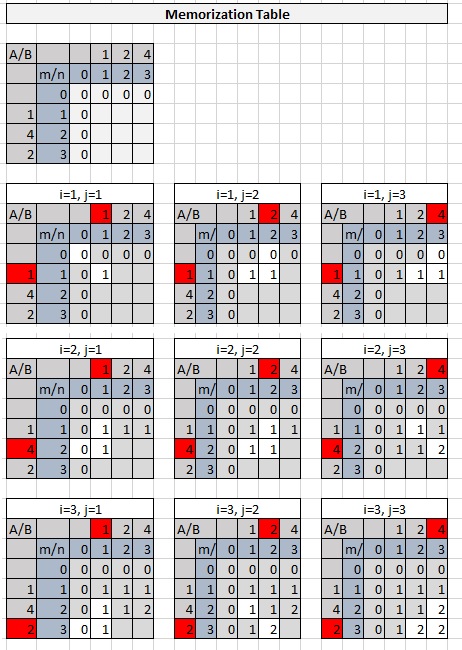 Memorization Table
A/B 1 2 4
m/n 0 1 2 3
0 0 0 0 0
1 1 0
4 2 0
2 3 0
i=1, j=1 i=1, j=2 i=1, j=3
A/B 1 2 4 A/B 1 2 4 A/B 1 2 4
m/n 0 1 2 3 m/ 0 1 2 3 m/ 0 1 2 3
0 0 0 0 0 0 0 0 0 0 0 0 0 0 0 0
1 1 0 1 1 1 0 1 1 1 1 0 1 1 1
4 2 0 4 2 0 4 2 0
2 3 0 2 3 0 2 3 0
i=2, j=1 i=2, j=2 i=2, j=3
A/B 1 2 4 A/B 1 2 4 A/B 1 2 4
m/n 0 1 2 3 m/ 0 1 2 3 m/ 0 1 2 3
0 0 0 0 0 0 0 0 0 0 0 0 0 0 0 0
1 1 0 1 1 1 1 1 0 1 1 1 1 1 0 1 1 1
4 2 0 1 4 2 0 1 1 4 2 0 1 1 2
2 3 0 2 3 0 2 3 0
i=3, j=1 i=3, j=2 i=3, j=3
A/B 1 2 4 A/B 1 2 4 A/B 1 2 4
m/n 0 1 2 3 m/ 0 1 2 3 m/ 0 1 2 3
0 0 0 0 0 0 0 0 0 0 0 0 0 0 0 0
1 1 0 1 1 1 1 1 0 1 1 1 1 1 0 1 1 1
4 2 0 1 1 2 4 2 0 1 1 2 4 2 0 1 1 2
2 3 0 1 2 3 0 1 2 2 3 0 1 2 2